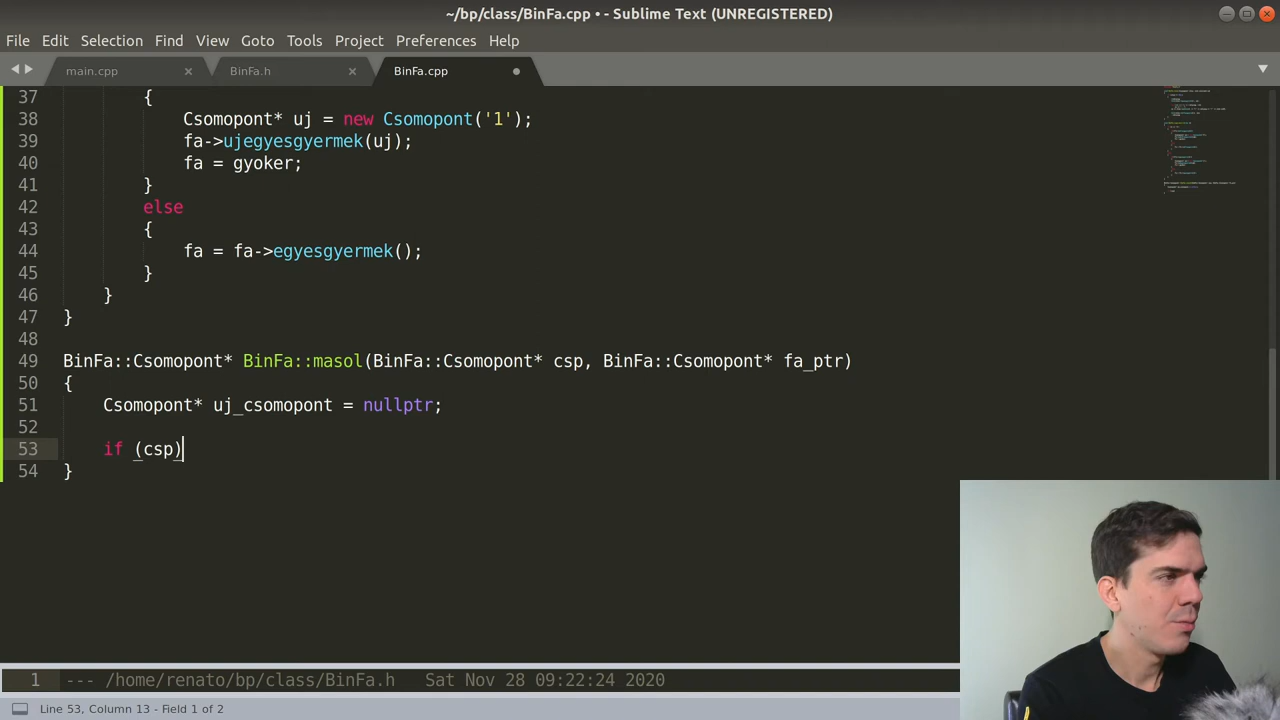 ~/bp/class/BinFa.cpp • - Sublime Text (UNREGISTERED)
File Edit Selection Find View Goto Tools Project Preferences Help
main.cpp × BinFa.h × BinFa.cpp
37 {
38 Csomopont* uj = new Csomopont('1');
39 fa->ujegyesgyermek(uj);
40 fa = gyoker;
41 }
42 else
43 {
44 fa = fa->egyesgyermek();
45 }
46 }
47 }
48
49 BinFa::Csomopont* BinFa::masol(BinFa::Csomopont* csp, BinFa::Csomopont* fa_ptr)
50 {
51 Csomopont* uj_csomopont = nullptr;
52
53 if (csp)
54 }
1 --- /home/renato/bp/class/BinFa.h Sat Nov 28 09:22:24 2020
Line 53, Column 13 - Field 1 of 2